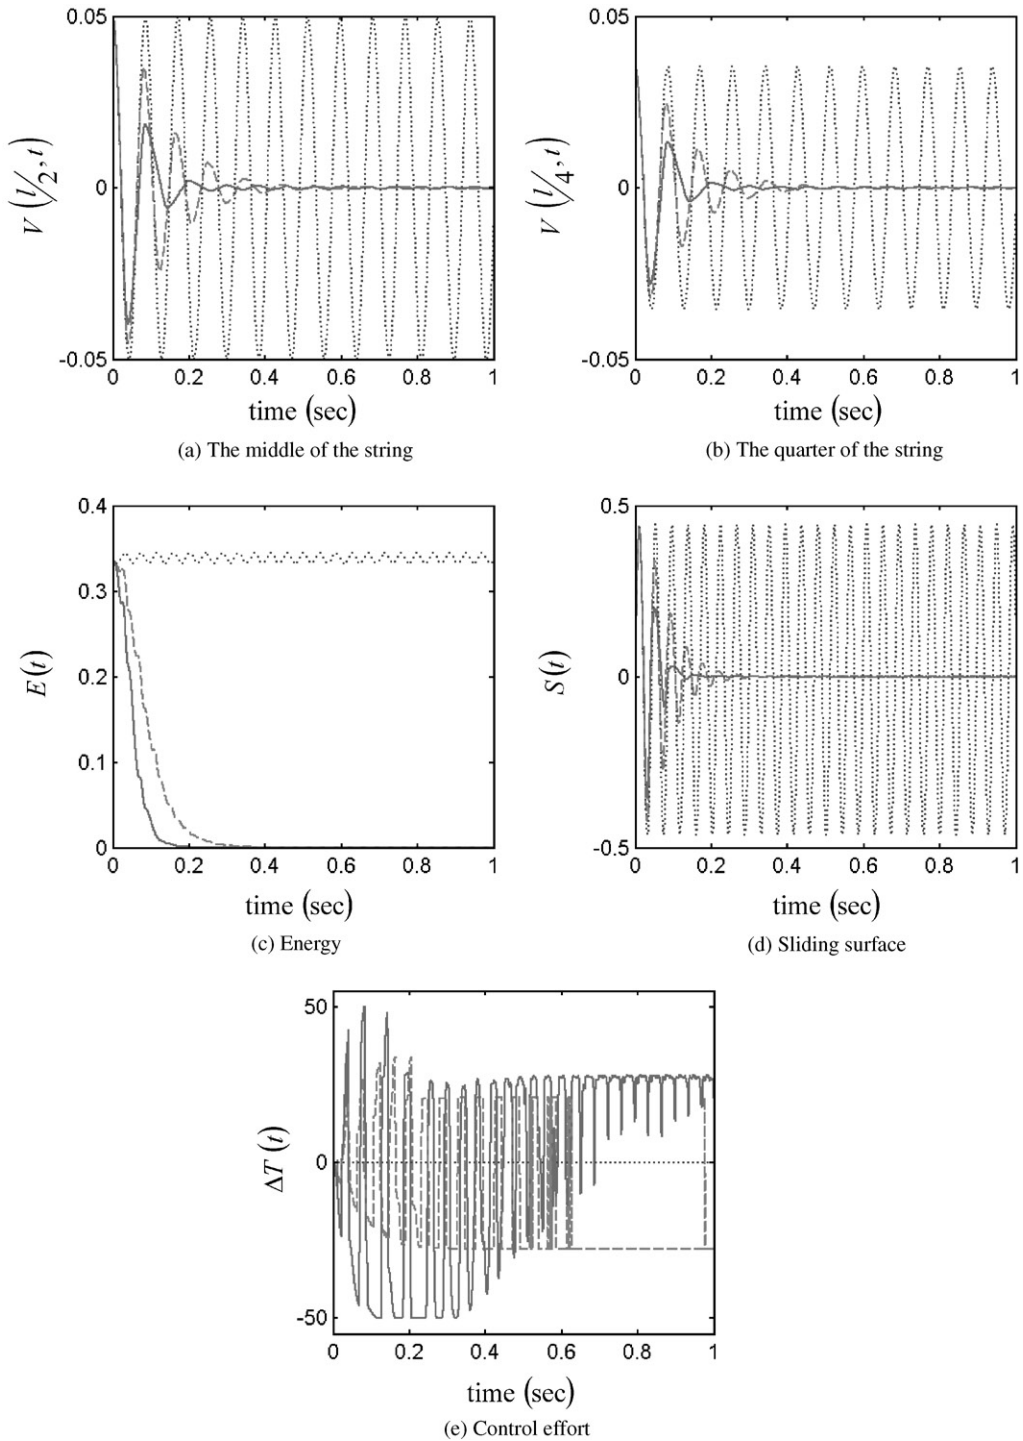 0.05
0
-0.05
V (l/2, t)
0 0.2 0.4 0.6 0.8 1
time (sec)
(a) The middle of the string
0.05
0
-0.05
V (l/4, t)
0 0.2 0.4 0.6 0.8 1
time (sec)
(b) The quarter of the string
0.4
0.3
0.2
0.1
0
E(t)
0 0.2 0.4 0.6 0.8 1
time (sec)
(c) Energy
0.5
0
-0.5
S(t)
0 0.2 0.4 0.6 0.8 1
time (sec)
(d) Sliding surface
50
0
-50
ΔT (t)
0 0.2 0.4 0.6 0.8 1
time (sec)
(e) Control effort